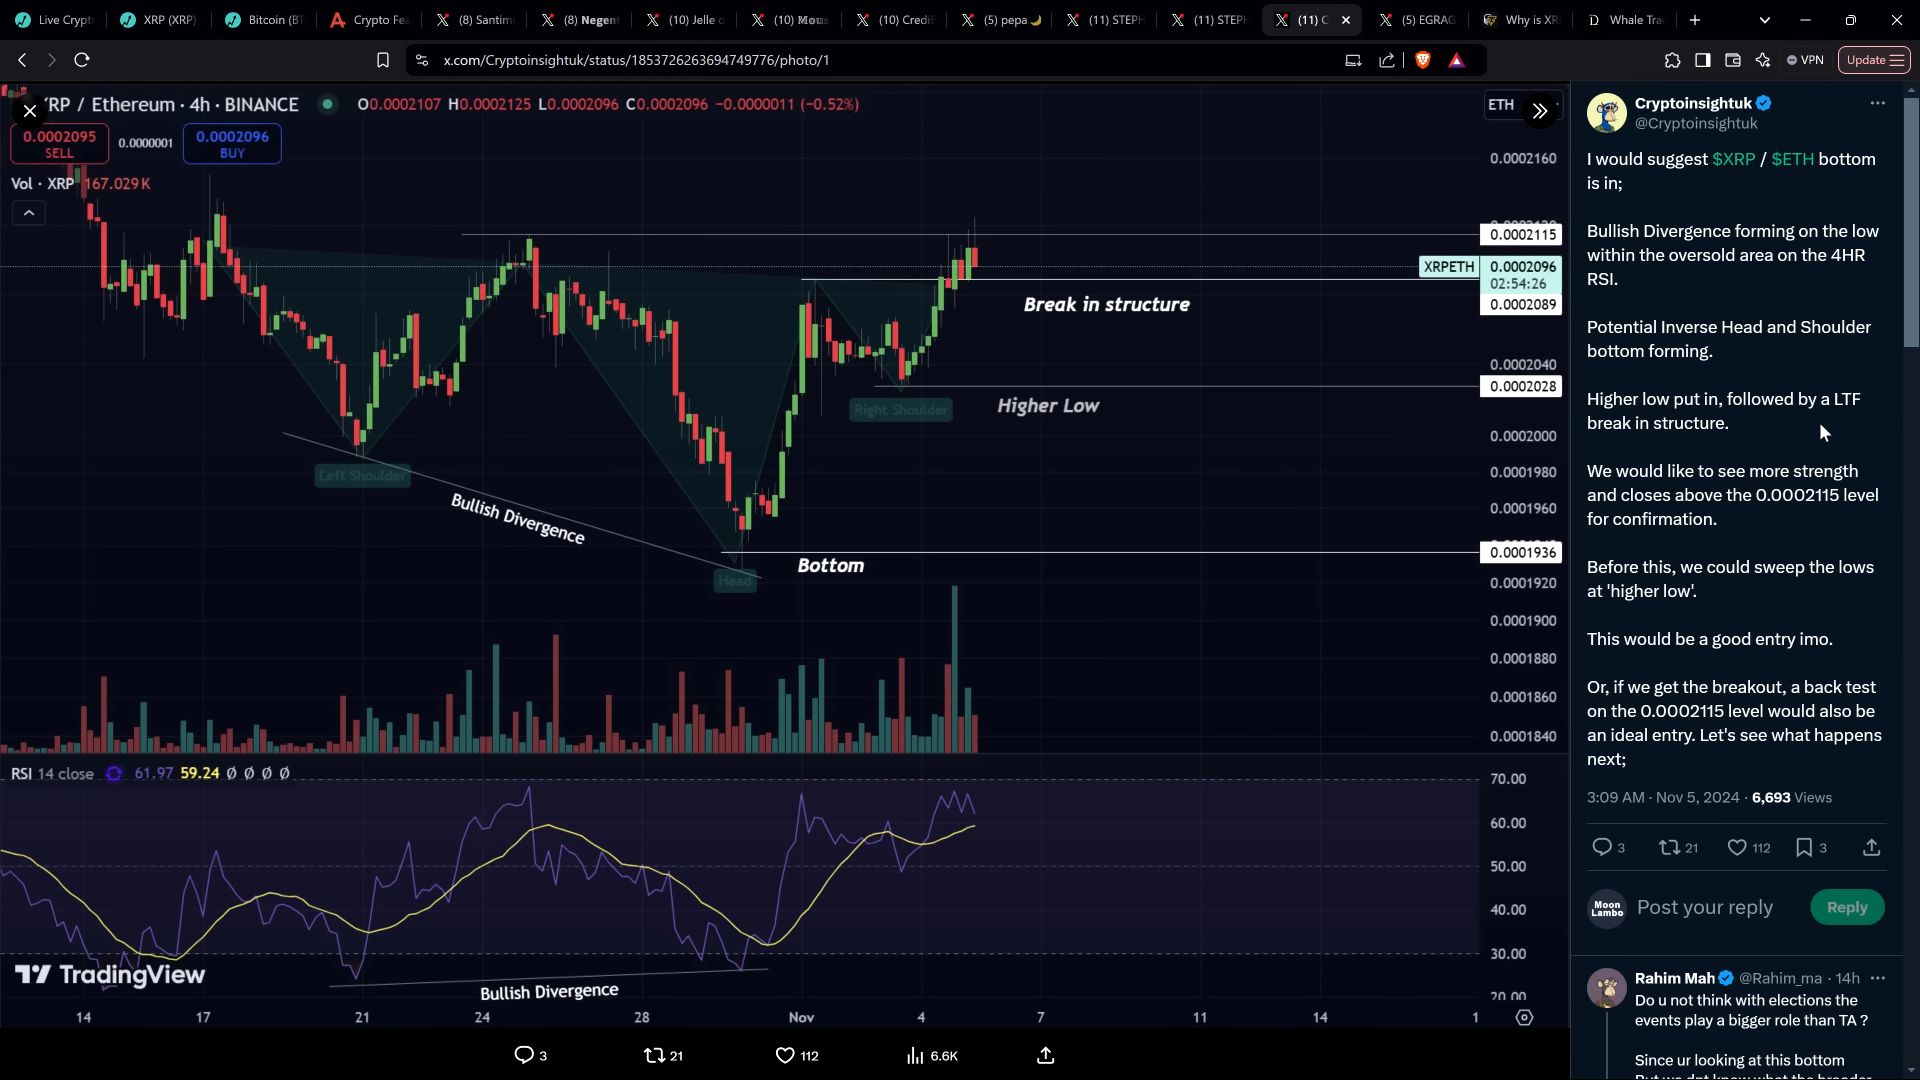 Live Crypt
XRP (XRP)
Bitcoin (BT
Crypto Fea
(8) Santim
(8) Negent
(10) Jelle
(10) Mous
(10) Credi
(5) pepa🌙
(11) STEPH
(11) STEPH
(11) C
(5) EGRAG
Why is XR
Whale Tra
x.com/Cryptoinsightuk/status/1853726263694749776/photo/1
VPN
Update
XRP / Ethereum · 4h · BINANCE
O0.0002107 H0.0002125 L0.0002096 C0.0002096 −0.0000011 (−0.52%)
ETH
0.0002095
SELL
0.0000001
0.0002096
BUY
Vol · XRP 167.029K
0.0002160
0.0002115
XRPETH 0.0002096
02:54:26
0.0002089
Break in structure
0.0002040
0.0002028
Right Shoulder
Higher Low
0.0002000
0.0001980
Left Shoulder
Bullish Divergence
0.0001960
0.0001936
Bottom
Head
0.0001920
0.0001900
0.0001880
0.0001860
0.0001840
RSI 14 close 61.97 59.24 Ø Ø Ø Ø
70.00
60.00
50.00
40.00
30.00
20.00
TradingView
Bullish Divergence
14 17 21 24 28 Nov 4 7 11 14 1
3 21 112 6.6K
Cryptoinsightuk
@Cryptoinsightuk
I would suggest $XRP / $ETH bottom
is in;
Bullish Divergence forming on the low
within the oversold area on the 4HR
RSI.
Potential Inverse Head and Shoulder
bottom forming.
Higher low put in, followed by a LTF
break in structure.
We would like to see more strength
and closes above the 0.0002115 level
for confirmation.
Before this, we could sweep the lows
at 'higher low'.
This would be a good entry imo.
Or, if we get the breakout, a back test
on the 0.0002115 level would also be
an ideal entry. Let's see what happens
next;
3:09 AM · Nov 5, 2024 · 6,693 Views
3 21 112 3
Moon
Lambo
Post your reply
Reply
Rahim Mah @Rahim_ma · 14h
Do u not think with elections the
events play a bigger role than TA ?
Since ur looking at this bottom